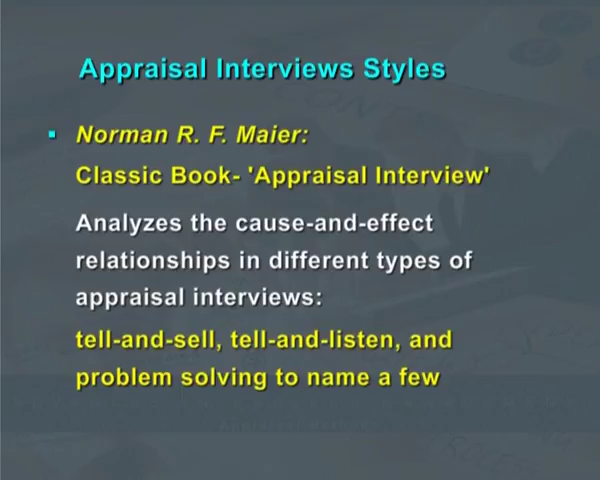 Appraisal Interviews Styles
Norman R. F. Maier:
Classic Book- 'Appraisal Interview'
Analyzes the cause-and-effect
relationships in different types of
appraisal interviews:
tell-and-sell, tell-and-listen, and
problem solving to name a few